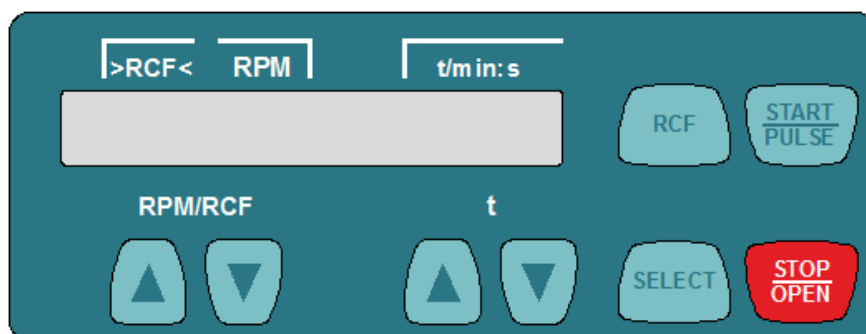 >RCF< RPM t/min:s
RCF
START
PULSE
RPM/RCF t
SELECT
STOP
OPEN